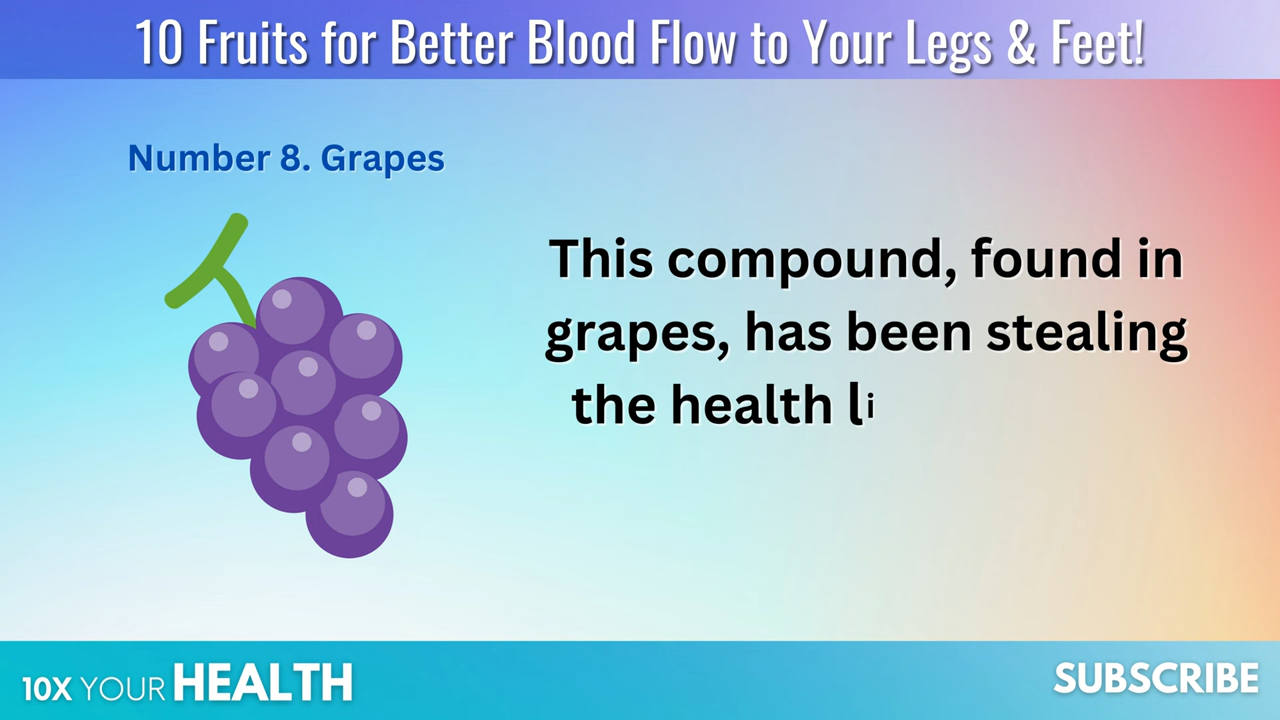 10 Fruits for Better Blood Flow to Your Legs & Feet!
Number 8. Grapes
This compound, found in
grapes, has been stealing
the health li
10X YOUR HEALTH
SUBSCRIBE